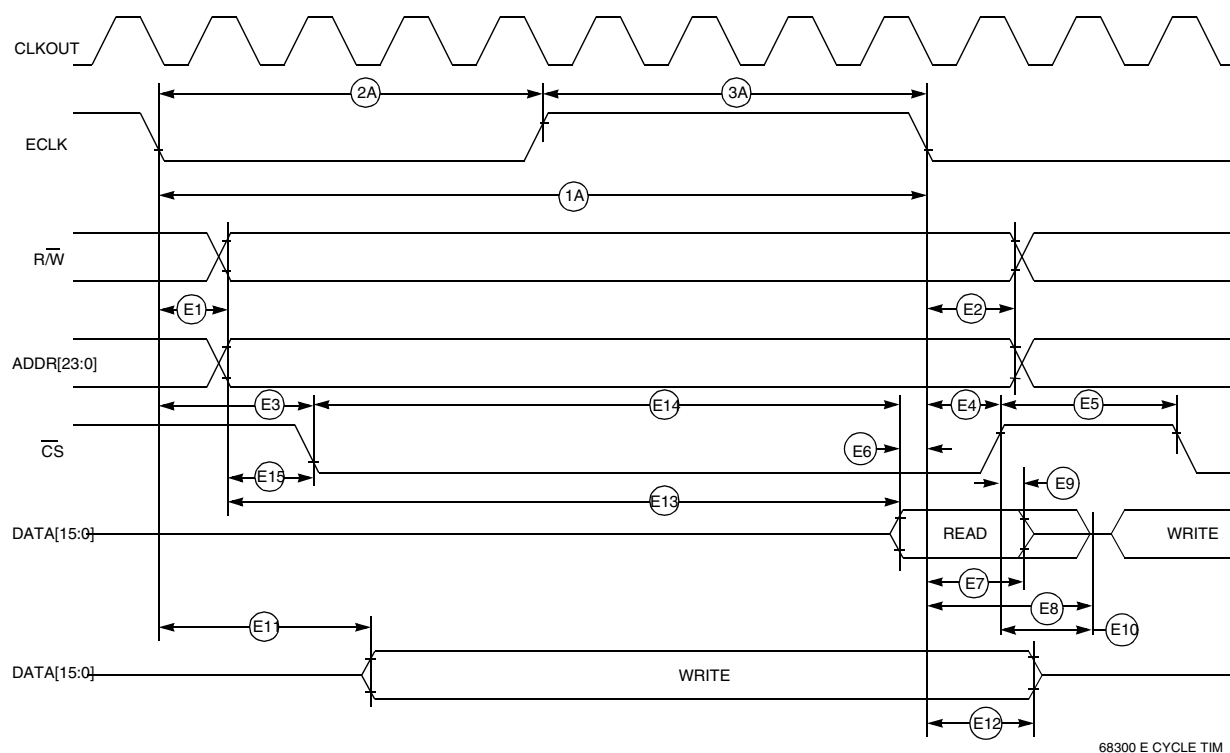 CLKOUT
2A
3A
ECLK
1A
R/W
E1
E2
ADDR[23:0]
E3
E14
E4
E5
CS
E6
E15
E9
E13
DATA[15:0]
READ
WRITE
E7
E8
E11
E10
DATA[15:0]
WRITE
E12
68300 E CYCLE TIM